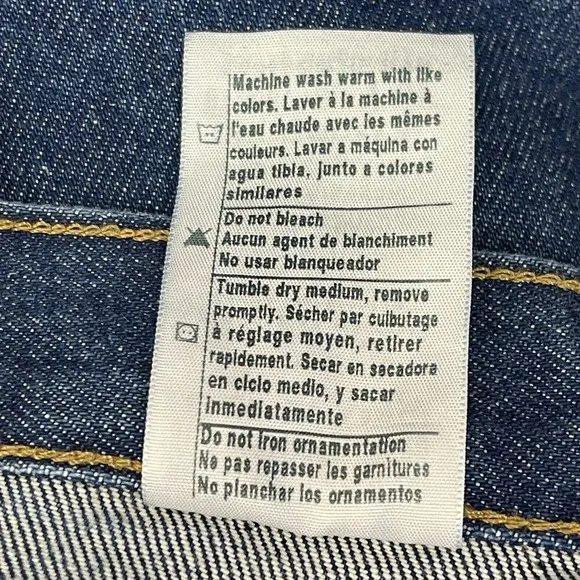 Machine wash warm with like
colors. Laver à la machine à
l'eau chaude avec les mêmes
couleurs. Lavar a máquina con
agua tibia, junto a colores
similares
Do not bleach
Aucun agent de blanchiment
No usar blanqueador
Tumble dry medium, remove
promptly. Sécher par culbutage
à réglage moyen, retirer
rapidement. Secar en secadora
en ciclo medio, y sacar
inmediatamente
Do not iron ornamentation
Ne pas repasser les garnitures
No planchar los ornamentos